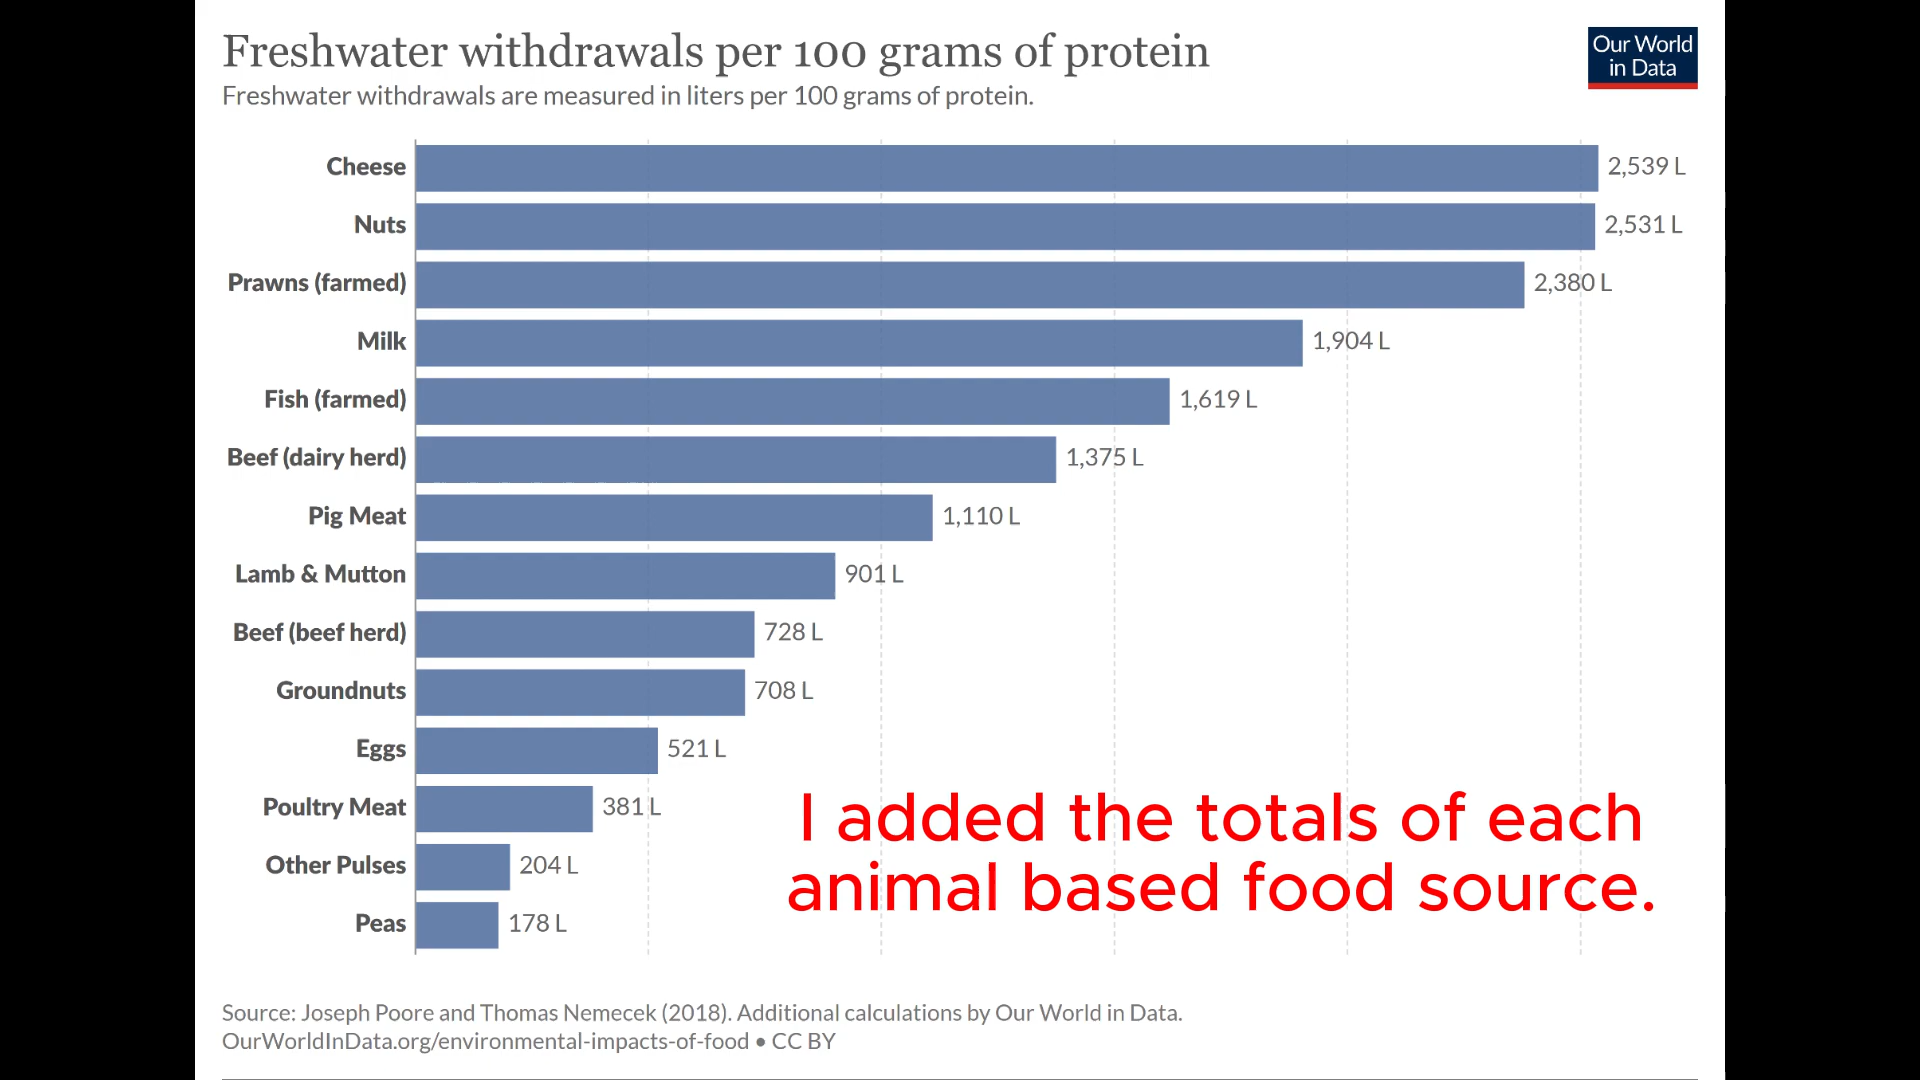 Freshwater withdrawals per 100 grams of protein
Freshwater withdrawals are measured in liters per 100 grams of protein.
Our World
in Data
Cheese 2,539 L
Nuts 2,531 L
Prawns (farmed) 2,380 L
Milk 1,904 L
Fish (farmed) 1,619 L
Beef (dairy herd) 1,375 L
Pig Meat 1,110 L
Lamb & Mutton 901 L
Beef (beef herd) 728 L
Groundnuts 708 L
Eggs 521 L
Poultry Meat 381 L
Other Pulses 204 L
Peas 178 L
I added the totals of each
animal based food source.
Source: Joseph Poore and Thomas Nemecek (2018). Additional calculations by Our World in Data.
OurWorldInData.org/environmental-impacts-of-food • CC BY